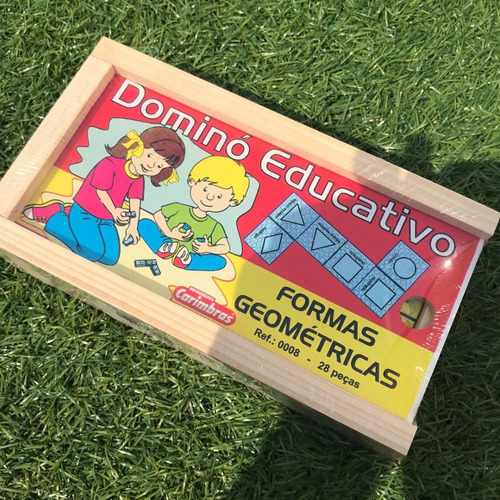 Dominó Educativo
Carimbras
FORMAS
GEOMÉTRICAS
Ref.: 0008 - 28 peças